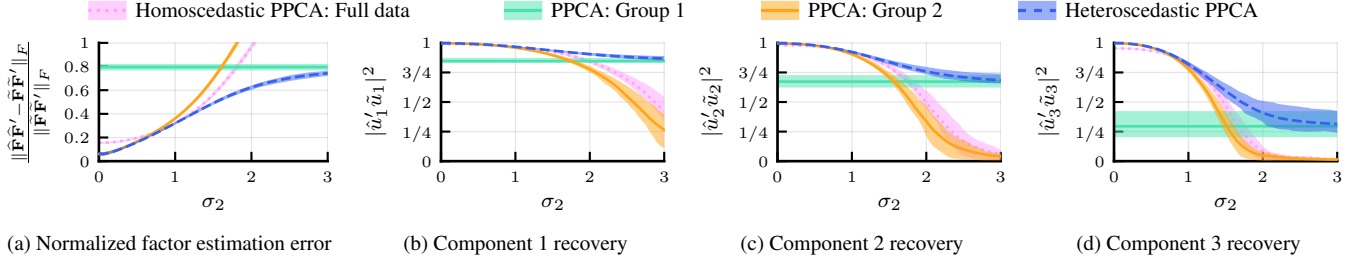 Homoscedastic PPCA: Full data PPCA: Group 1 PPCA: Group 2 Heteroscedastic PPCA
‖F̂F̂′−F̃F̃′‖_F / ‖F̃F̃′‖_F
1
0.8
0.6
0.4
0.2
0
0 1 2 3
σ₂
(a) Normalized factor estimation error
|û′₁ũ₁|²
1
3/4
1/2
1/4
0
0 1 2 3
σ₂
(b) Component 1 recovery
|û′₂ũ₂|²
1
3/4
1/2
1/4
0
0 1 2 3
σ₂
(c) Component 2 recovery
|û′₃ũ₃|²
1
3/4
1/2
1/4
0
0 1 2 3
σ₂
(d) Component 3 recovery